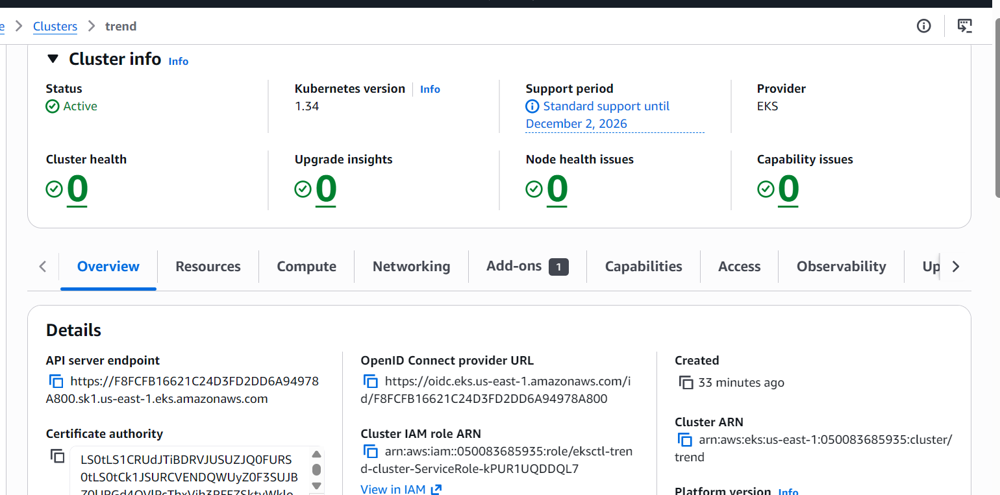 e > Clusters > trend
Cluster info Info
Status
Active
Kubernetes version Info
1.34
Support period
Standard support until
December 2, 2026
Provider
EKS
Cluster health
0
Upgrade insights
0
Node health issues
0
Capability issues
0
Overview
Resources
Compute
Networking
Add-ons 1
Capabilities
Access
Observability
Up
Details
API server endpoint
https://F8FCFB16621C24D3FD2DD6A94978
A800.sk1.us-east-1.eks.amazonaws.com
Certificate authority
LS0tLS1CRUdJTiBDRVJUSUZJQ0FURS
0tLS0tCk1JSURCVENDQWUyZ0F3SUJB
OpenID Connect provider URL
https://oidc.eks.us-east-1.amazonaws.com/i
d/F8FCFB16621C24D3FD2DD6A94978A800
Cluster IAM role ARN
arn:aws:iam::050083685935:role/eksctl-tren
d-cluster-ServiceRole-kPUR1UQDDQL7
View in IAM
Created
33 minutes ago
Cluster ARN
arn:aws:eks:us-east-1:050083685935:cluster/
trend
Platform version Info